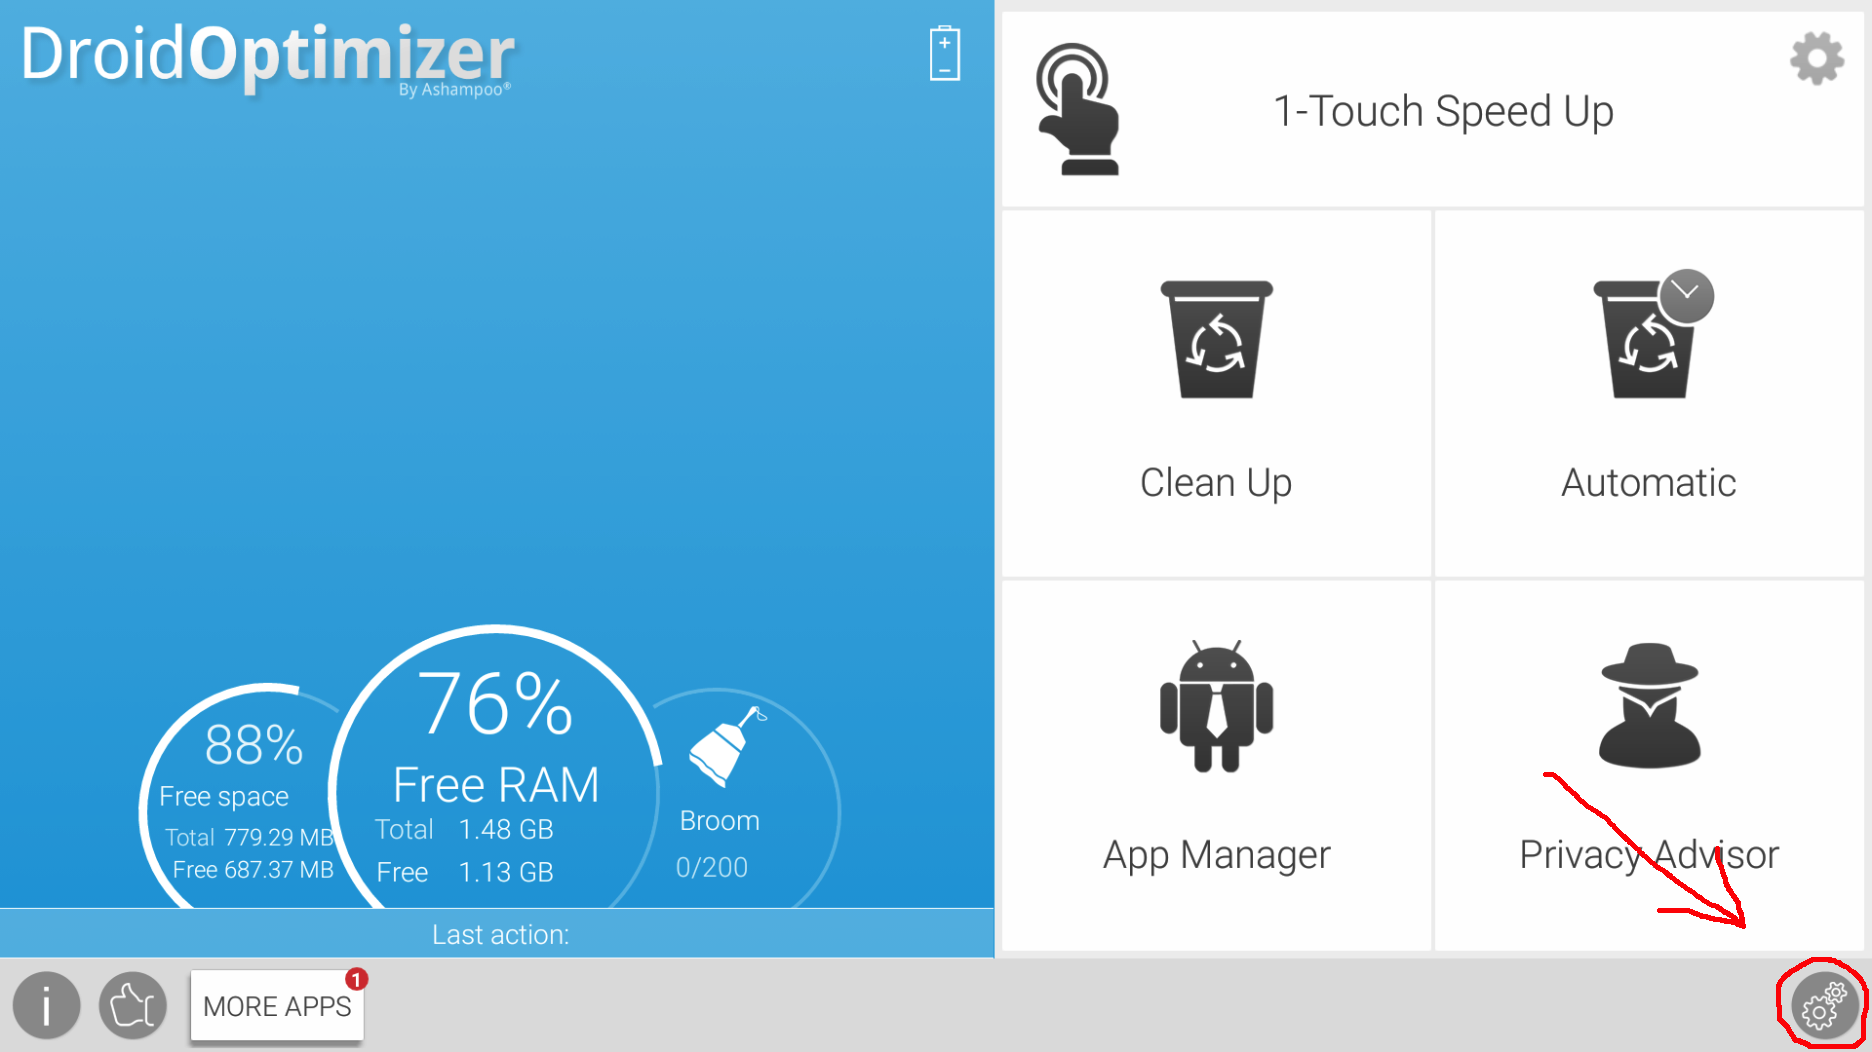 DroidOptimizer
By Ashampoo®
88%
Free space
Total 779.29 MB
Free 687.37 MB
76%
Free RAM
Total 1.48 GB
Free 1.13 GB
Broom
0/200
Last action:
i
MORE APPS
1
1-Touch Speed Up
Clean Up
Automatic
App Manager
Privacy Advisor